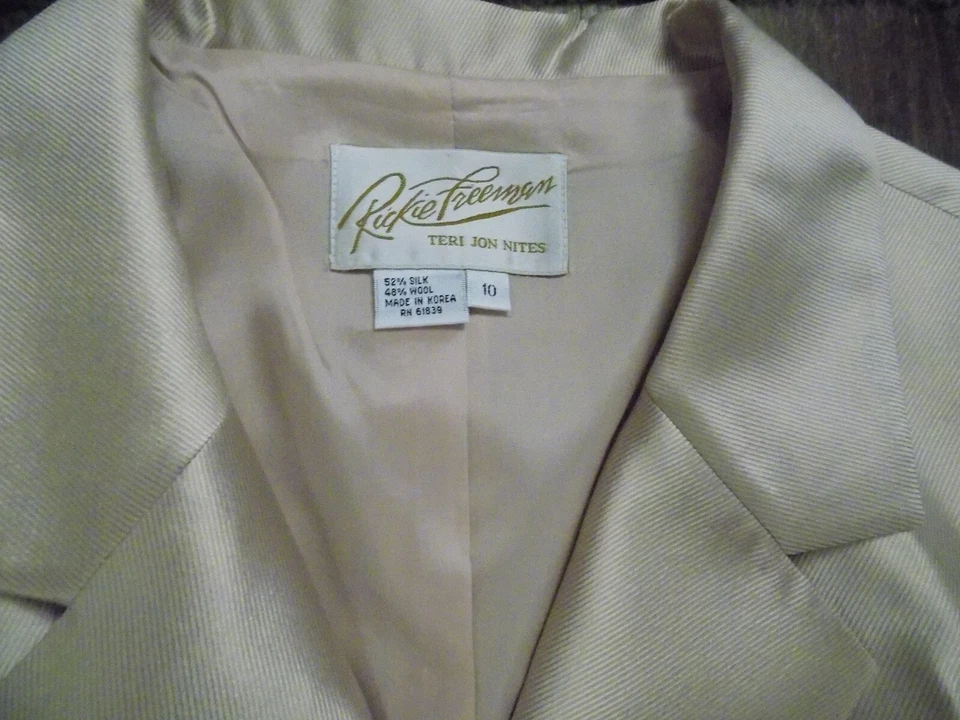 Rickie Freeman
TERI JON NITES
52% SILK
48% WOOL
MADE IN KOREA
RN 61839
10